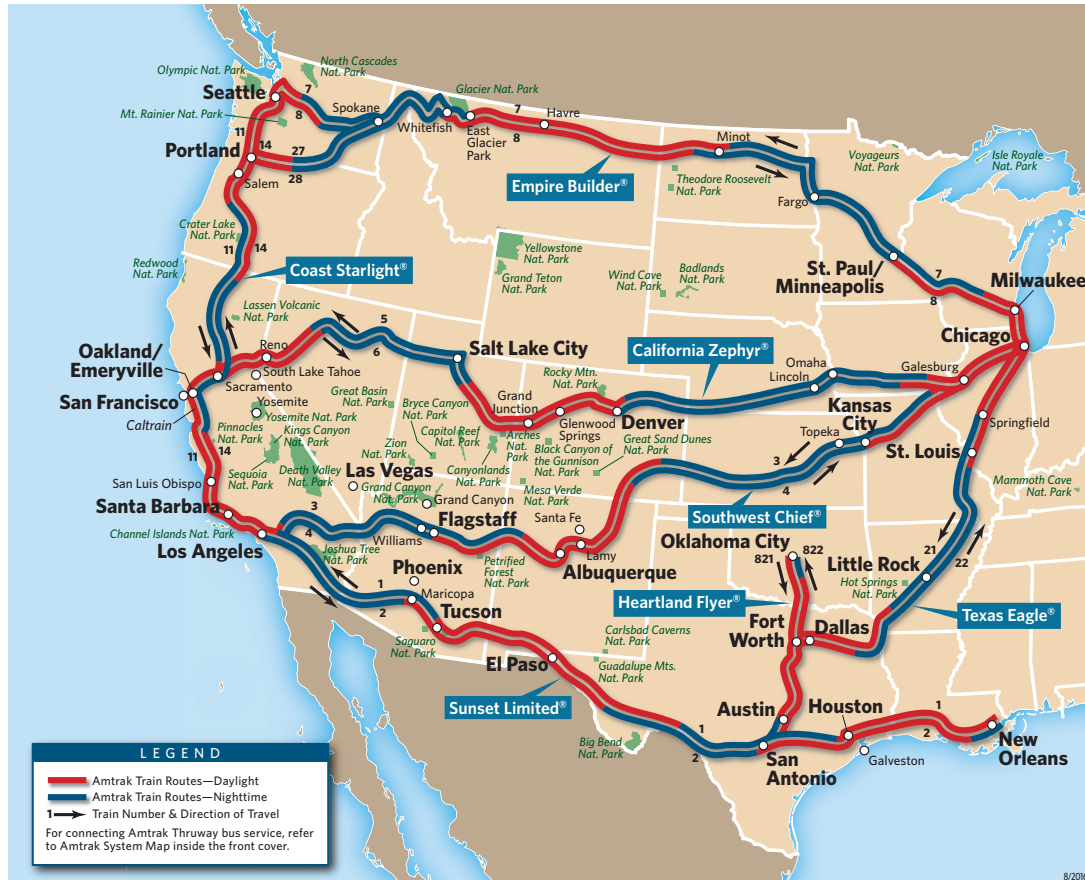 North Cascades
Nat. Park
Olympic Nat. Park
Seattle
7
8
Mt. Rainier Nat. Park
11
Spokane
Glacier Nat. Park
Whitefish
East
Glacier
Park
7
8
Havre
Minot
Voyageurs
Nat. Park
Isle Royale
Nat. Park
Portland
14
27
28
Salem
Empire Builder®
Theodore Roosevelt
Nat. Park
Fargo
Crater Lake
Nat. Park
11
14
Redwood
Nat. Park
Coast Starlight®
Yellowstone
Nat. Park
Grand Teton
Nat. Park
Wind Cave
Nat. Park
Badlands
Nat. Park
St. Paul/
Minneapolis
7
8
Milwaukee
Chicago
Lassen Volcanic
Nat. Park
5
6
Oakland/
Emeryville
Reno
South Lake Tahoe
Sacramento
Salt Lake City
California Zephyr®
Omaha
Lincoln
Galesburg
San Francisco
Caltrain
Yosemite
Yosemite Nat. Park
Pinnacles
Nat. Park
Kings Canyon
Nat. Park
Great Basin
Nat. Park
Bryce Canyon
Nat. Park
Capitol Reef
Nat. Park
Grand
Junction
Rocky Mtn.
Nat. Park
Glenwood
Springs
Denver
Kansas
City
Topeka
Springfield
St. Louis
11
14
Sequoia
Nat. Park
Death Valley
Nat. Park
Zion
Nat. Park
Arches
Nat.
Park
Canyonlands
Nat. Park
Black Canyon of
the Gunnison
Nat. Park
Great Sand Dunes
Nat. Park
3
4
Mammoth Cave
Nat. Park
San Luis Obispo
Las Vegas
Grand Canyon
Nat. Park
Grand Canyon
Mesa Verde
Nat. Park
Santa Barbara
3
4
Channel Islands Nat. Park
Los Angeles
Williams
Flagstaff
Santa Fe
Lamy
Albuquerque
Southwest Chief®
Oklahoma City
821
822
21
22
Little Rock
Hot Springs
Nat. Park
Joshua Tree
Nat. Park
Petrified
Forest
Nat. Park
Phoenix
Maricopa
1
2
Tucson
Saguaro
Nat. Park
Heartland Flyer®
Texas Eagle®
Fort
Worth
Dallas
Carlsbad Caverns
Nat. Park
Guadalupe Mts.
Nat. Park
El Paso
Sunset Limited®
Austin
Houston
1
2
Big Bend
Nat. Park
1
2
San
Antonio
Galveston
New
Orleans
LEGEND
Amtrak Train Routes—Daylight
Amtrak Train Routes—Nighttime
1 Train Number & Direction of Travel
For connecting Amtrak Thruway bus service, refer
to Amtrak System Map inside the front cover.